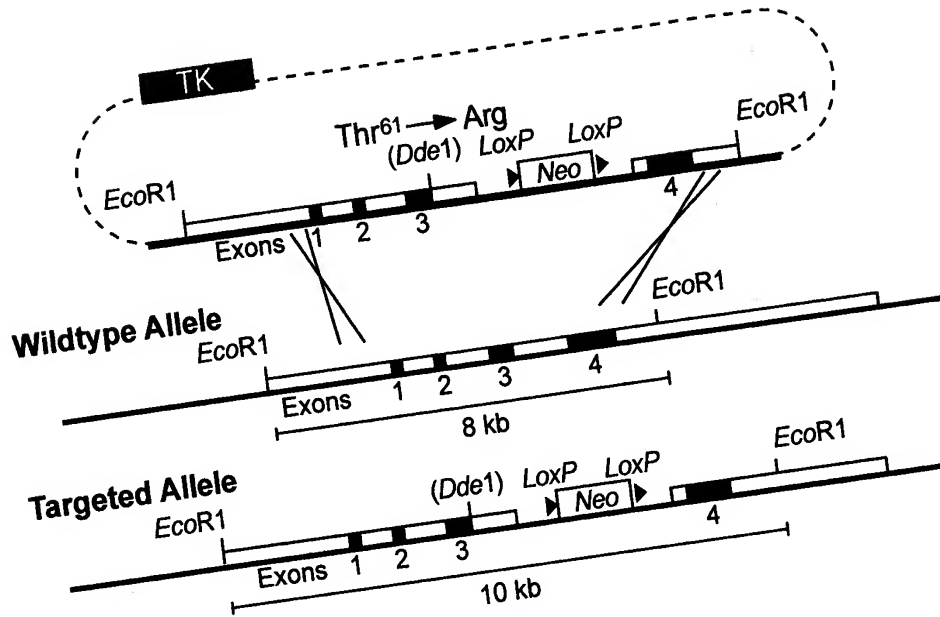 TK
Thr61 Arg
(Dde1) LoxP LoxP EcoR1
EcoR1 Neo
Exons 1 2 3 4
Wildtype Allele
EcoR1 EcoR1
Exons 1 2 3 4
8 kb
Targeted Allele
EcoR1 (Dde1) LoxP LoxP EcoR1
Neo
Exons 1 2 3 4
10 kb